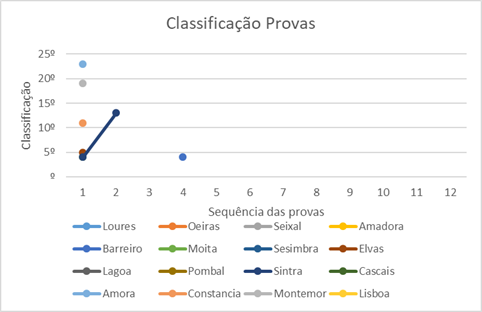 Classificação Provas
Classificação
25º
20º
15º
10º
5º
º
1 2 3 4 5 6 7 8 9 10 11 12
Sequência das provas
Loures Oeiras Seixal Amadora
Barreiro Moita Sesimbra Elvas
Lagoa Pombal Sintra Cascais
Amora Constancia Montemor Lisboa